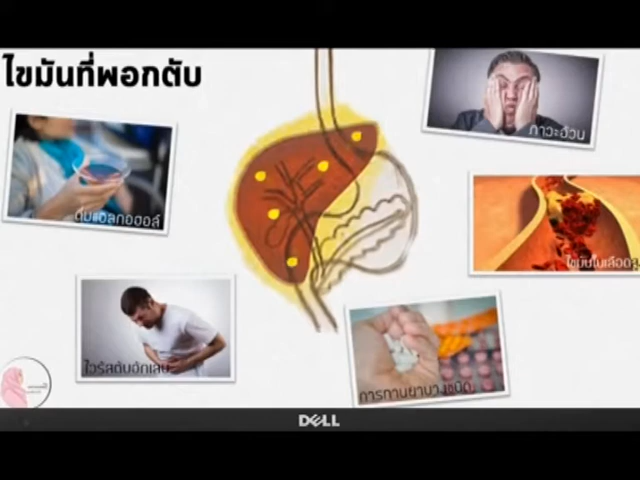 ไขมันที่พอกตับ
ภาวะอ้วน
ดื่มแอลกอฮอล์
ไขมันในเลือดสูง
ไวรัสตับอักเสบ
การทานยาบางชนิด
DELL